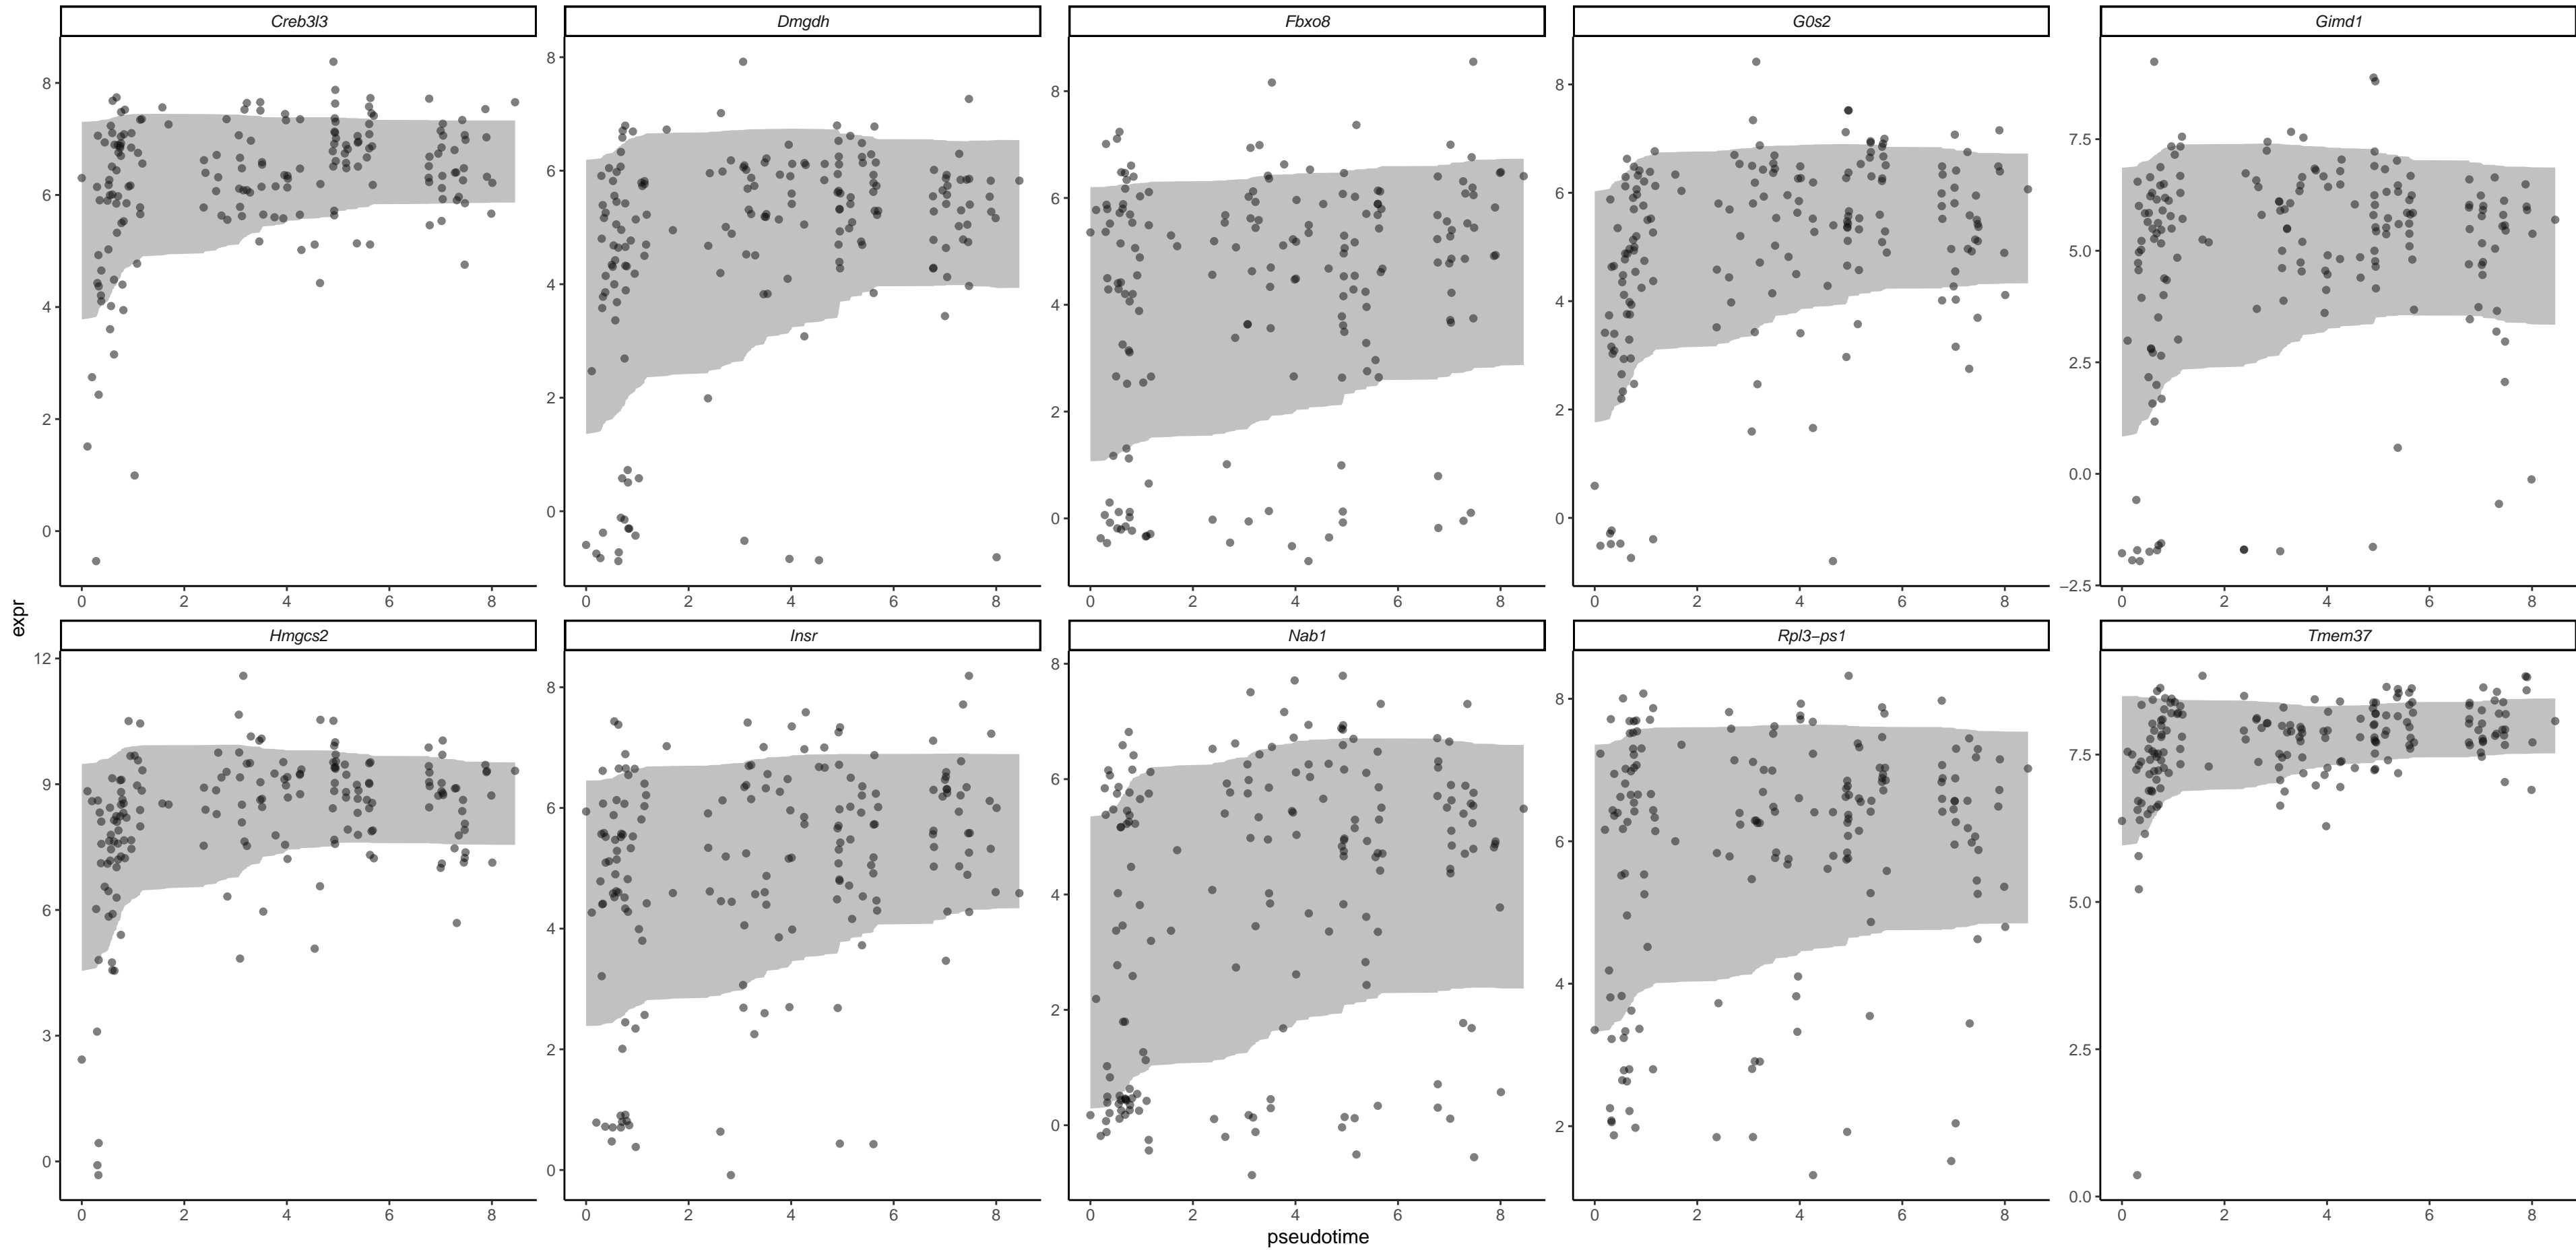 Creb3l3 Dmgdh Fbxo8 G0s2 Gimd1
8 6 4 2 0
8 6 4 2 0
8 6 4 2 0
8 6 4 2 0
7.5 5.0 2.5 0.0 −2.5
0 2 4 6 8 0 2 4 6 8 0 2 4 6 8 0 2 4 6 8 0 2 4 6 8
expr
Hmgcs2 Insr Nab1 Rpl3−ps1 Tmem37
12 9 6 3 0
8 6 4 2 0
8 6 4 2 0
8 6 4 2
7.5 5.0 2.5 0.0
0 2 4 6 8 0 2 4 6 8 0 2 4 6 8 0 2 4 6 8 0 2 4 6 8
pseudotime